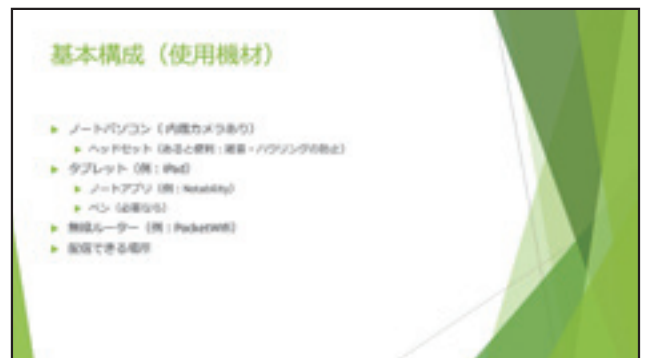 基本構成（使用機材）
ノートパソコン（内蔵カメラあり）
ヘッドセット（あると便利：雑音・ハウリングの防止）
タブレット（例：iPad）
ノートアプリ（例：Notability）
ペン（必要なら）
無線ルーター（例：PocketWifi）
配信できる場所